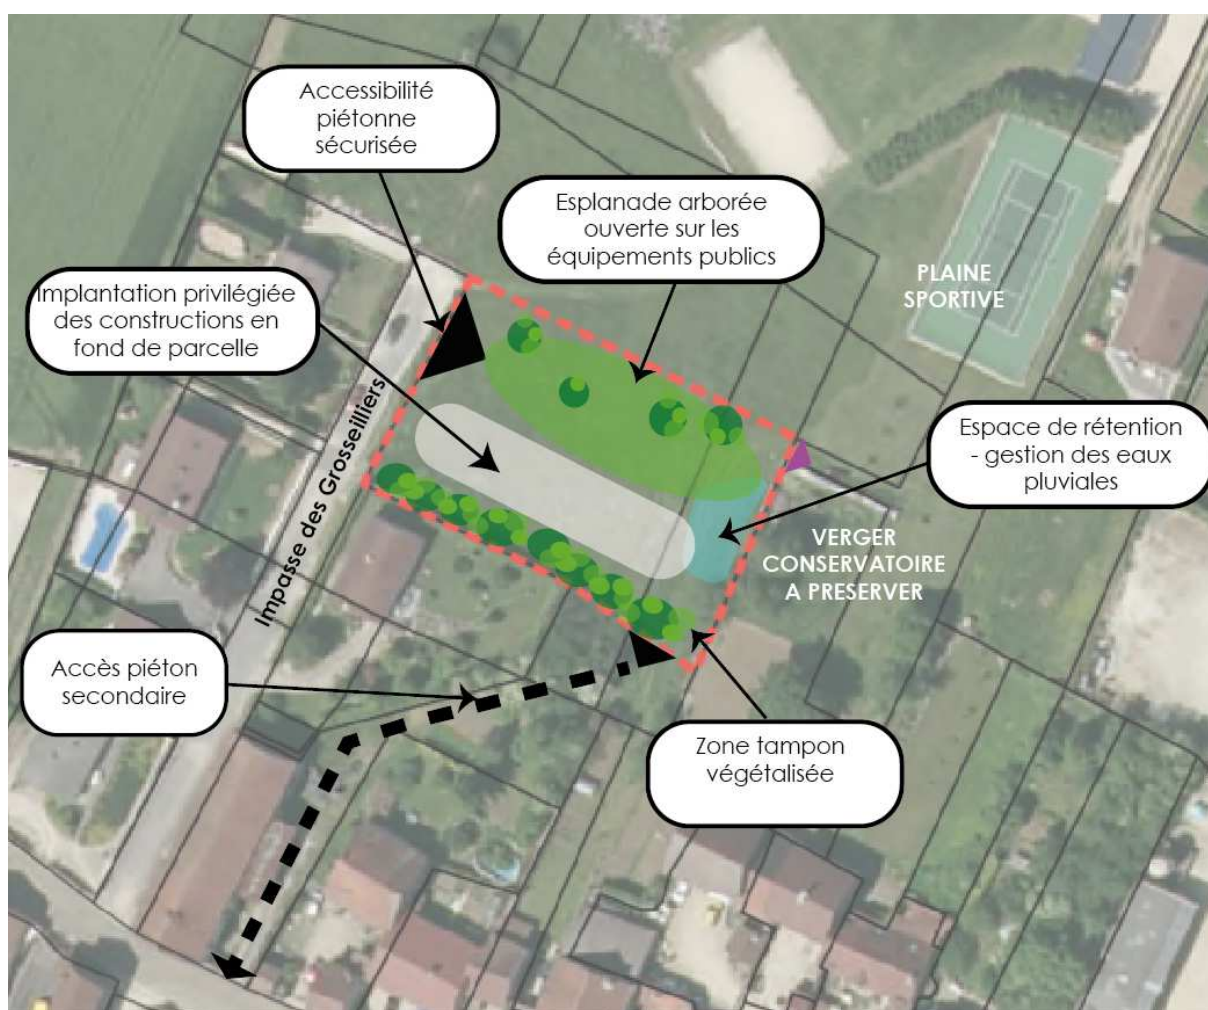 Accessibilité
piétonne
sécurisée
Esplanade arborée
ouverte sur les
équipements publics
PLAINE
SPORTIVE
Implantation privilégiée
des constructions en
fond de parcelle
Impasse des Grosseilliers
Espace de rétention
- gestion des eaux
pluviales
VERGER
CONSERVATOIRE
A PRESERVER
Accès piéton
secondaire
Zone tampon
végétalisée